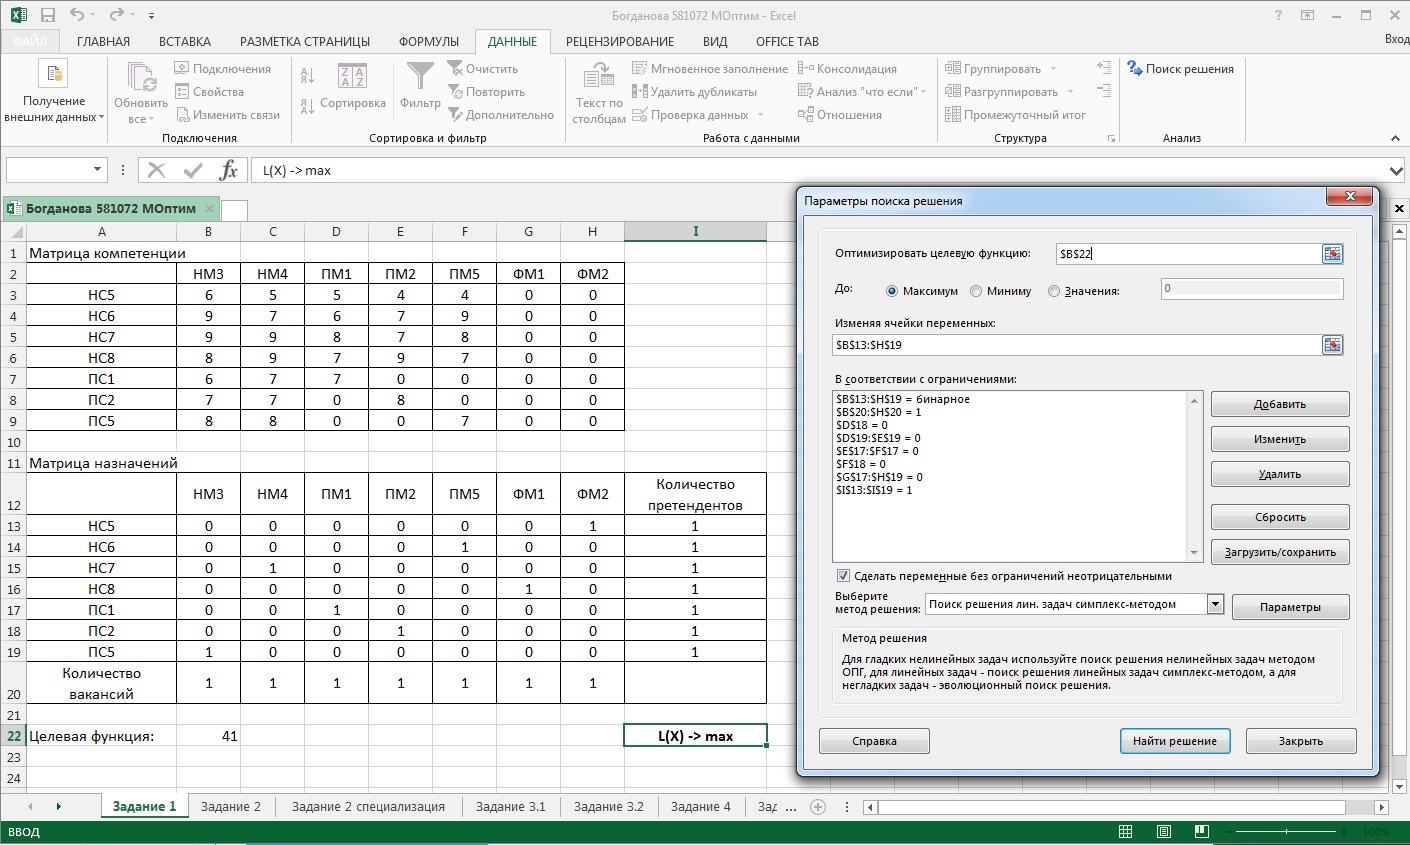 Богданова 581072 МОптим - Excel
ФАЙЛ ГЛАВНАЯ ВСТАВКА РАЗМЕТКА СТРАНИЦЫ ФОРМУЛЫ ДАННЫЕ РЕЦЕНЗИРОВАНИЕ ВИД OFFICE TAB Вход
Получение
внешних данных
Обновить
все
Подключения
Свойства
Изменить связи
Подключения
Сортировка
Фильтр
Очистить
Повторить
Дополнительно
Сортировка и фильтр
Текст по
столбцам
Мгновенное заполнение
Удалить дубликаты
Проверка данных
Консолидация
Анализ "что если"
Отношения
Работа с данными
Группировать
Разгруппировать
Промежуточный итог
Структура
Поиск решения
Анализ
fx L(X) -> max
Богданова 581072 МОптим
A B C D E F G H I
1 Матрица компетенции
2 НМ3 НМ4 ПМ1 ПМ2 ПМ5 ФМ1 ФМ2
3 НС5 6 5 5 4 4 0 0
4 НС6 9 7 6 7 9 0 0
5 НС7 9 9 8 7 8 0 0
6 НС8 8 9 7 9 7 0 0
7 ПС1 6 7 7 0 0 0 0
8 ПС2 7 7 0 8 0 0 0
9 ПС5 8 8 0 0 7 0 0
10
11 Матрица назначений
12 НМ3 НМ4 ПМ1 ПМ2 ПМ5 ФМ1 ФМ2 Количество
претендентов
13 НС5 0 0 0 0 0 0 1 1
14 НС6 0 0 0 0 1 0 0 1
15 НС7 0 1 0 0 0 0 0 1
16 НС8 0 0 0 0 0 1 0 1
17 ПС1 0 0 1 0 0 0 0 1
18 ПС2 0 0 0 1 0 0 0 1
19 ПС5 1 0 0 0 0 0 0 1
20 Количество
вакансий 1 1 1 1 1 1 1
21
22 Целевая функция: 41 L(X) -> max
23
24
Параметры поиска решения
Оптимизировать целевую функцию: $B$22
До: Максимум Миниму Значения: 0
Изменяя ячейки переменных:
$B$13:$H$19
В соответствии с ограничениями:
$B$13:$H$19 = бинарное
$B$20:$H$20 = 1
$D$18 = 0
$D$19:$E$19 = 0
$E$17:$F$17 = 0
$F$18 = 0
$G$17:$H$19 = 0
$I$13:$I$19 = 1
Добавить
Изменить
Удалить
Сбросить
Загрузить/сохранить
Сделать переменные без ограничений неотрицательными
Выберите
метод решения: Поиск решения лин. задач симплекс-методом Параметры
Метод решения
Для гладких нелинейных задач используйте поиск решения нелинейных задач методом
ОПГ, для линейных задач - поиск решения линейных задач симплекс-методом, а для
негладких задач - эволюционный поиск решения.
Справка Найти решение Закрыть
Задание 1 Задание 2 Задание 2 специализация Задание 3.1 Задание 3.2 Задание 4 Зад ...
ВВОД 100%